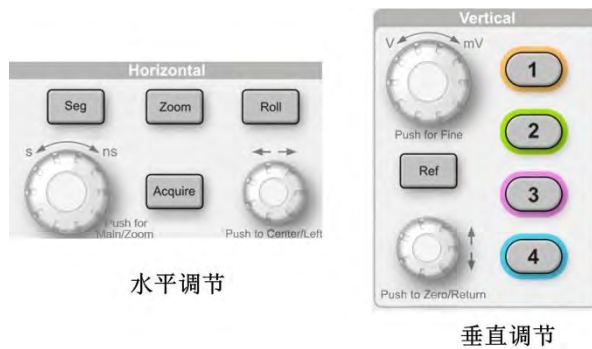 Horizontal
Seg
Zoom
Roll
s
ns
Acquire
Push for
Main/Zoom
Push to Center/Left
水平调节
Vertical
V
mV
1
Push for Fine
2
Ref
3
4
Push to Zero/Return
垂直调节